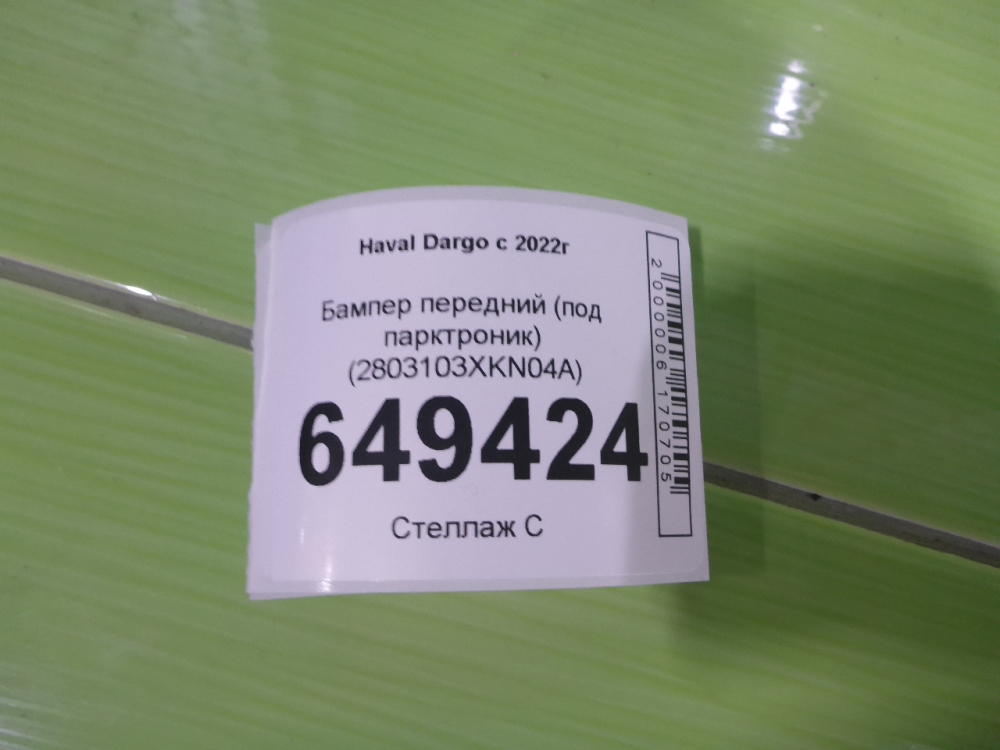 Haval Dargo с 2022г
Бампер передний (под
парктроник)
(2803103XKN04A)
649424
Стеллаж С
2000006170705